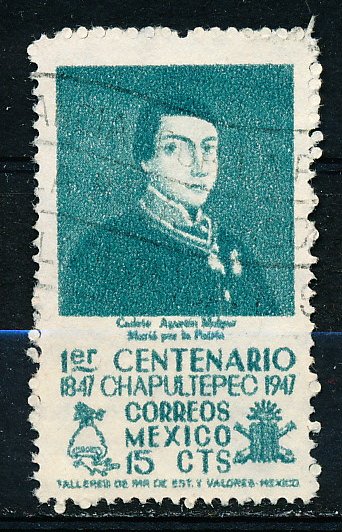 Cadete Agustin Melgar
Murió por la Patria
1er CENTENARIO
1847 CHAPULTEPEC 1947
CORREOS
MEXICO
15 CTS
TALLERES DE IMP. DE EST. Y VALORES-MEXICO